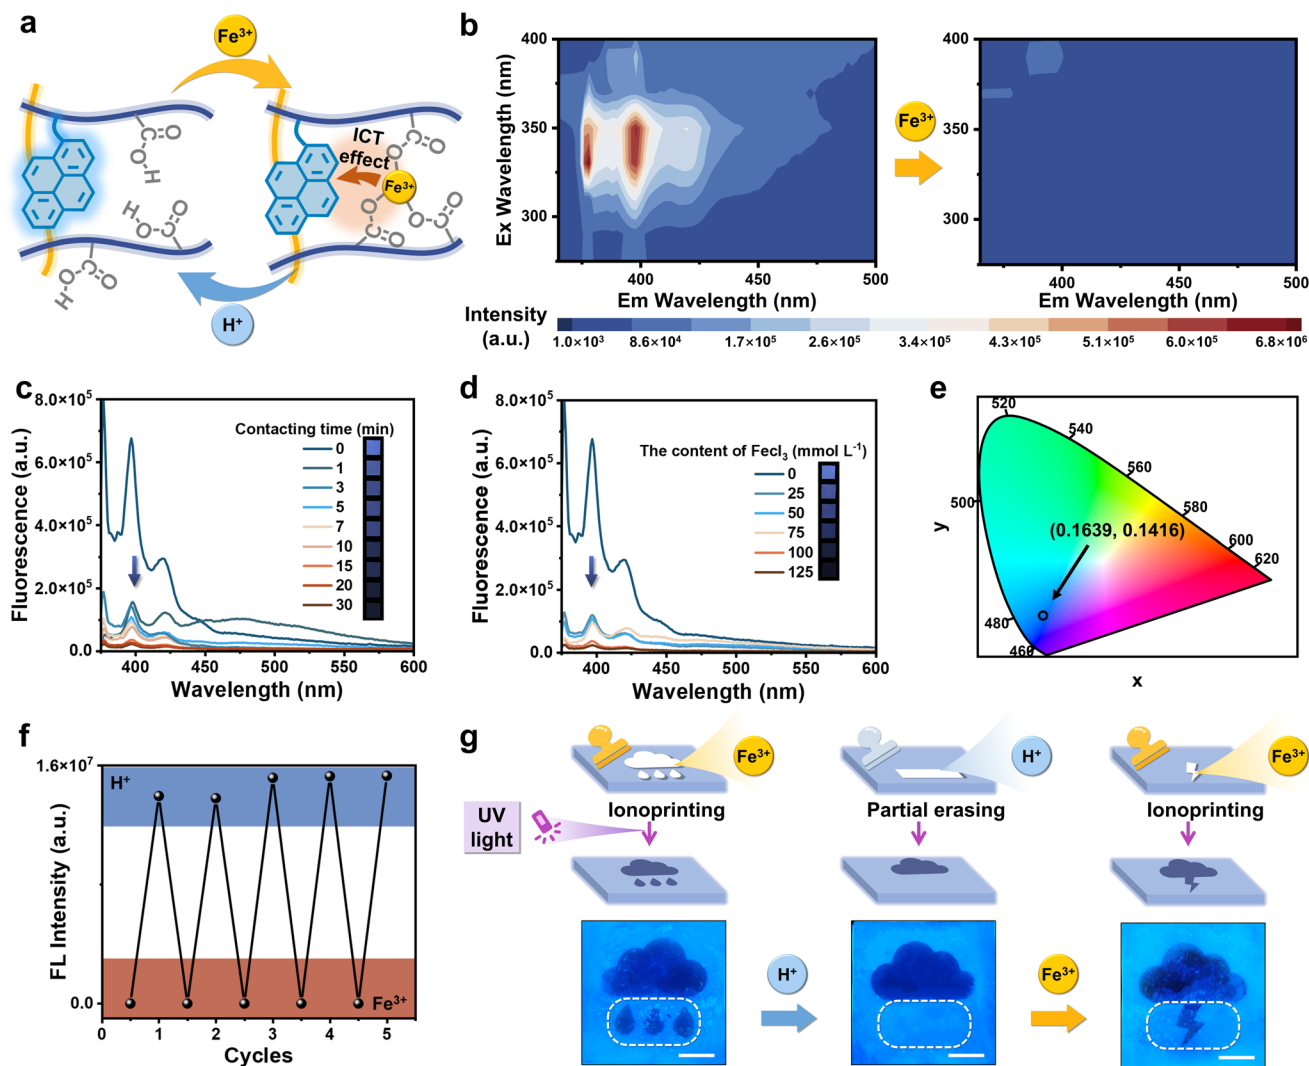 a
Fe³⁺
ICT
effect
Fe³⁺
C
O
O
H
H
O
C
O
C
O
O
H
C
O
O
O
C
O
O
C
O
H⁺
b
Ex Wavelength (nm)
400
350
300
400
450
500
Em Wavelength (nm)
Fe³⁺
400
350
300
400
450
500
Em Wavelength (nm)
Intensity
(a.u.)
1.0×10³
8.6×10⁴
1.7×10⁵
2.6×10⁵
3.4×10⁵
4.3×10⁵
5.1×10⁵
6.0×10⁵
6.8×10⁶
c
Fluorescence (a.u.)
8.0×10⁵
6.0×10⁵
4.0×10⁵
2.0×10⁵
0.0
Contacting time (min)
0
1
3
5
7
10
15
20
30
400
450
500
550
600
Wavelength (nm)
d
Fluorescence (a.u.)
8.0×10⁵
6.0×10⁵
4.0×10⁵
2.0×10⁵
0.0
The content of Fecl₃ (mmol L⁻¹)
0
25
50
75
100
125
400
450
500
550
600
Wavelength (nm)
e
520
540
560
580
600
620
500
480
460
(0.1639, 0.1416)
y
x
f
FL Intensity (a.u.)
1.6×10⁷
0.0
H⁺
Fe³⁺
0
1
2
3
4
5
Cycles
g
Fe³⁺
H⁺
Fe³⁺
Ionoprinting
Partial erasing
Ionoprinting
UV
light
H⁺
Fe³⁺